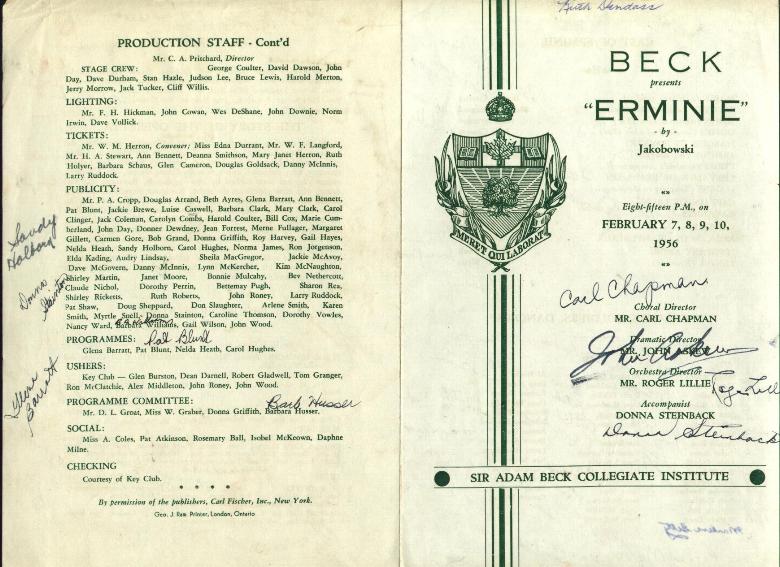 PRODUCTION STAFF - Cont'd
Mr. C. A. Pritchard, Director
STAGE CREW: George Coulter, David Dawson, John
Day, Dave Durham, Stan Hazle, Judson Lee, Bruce Lewis, Harold Merton,
Jerry Morrow, Jack Tucker, Cliff Willis.
LIGHTING:
Mr. F. H. Hickman, John Cowan, Wes DeShane, John Downie, Norm
Irwin, Dave Vollick.
TICKETS:
Mr. W. M. Herron, Convener; Miss Edna Durrant, Mr. W. F. Langford,
Mr. H. A. Stewart, Ann Bennett, Deanna Smithson, Mary Janet Herron, Ruth
Holyer, Barbara Schaus, Glen Cameron, Douglas Goldsack, Danny McInnis,
Larry Ruddock.
PUBLICITY:
Mr. P. A. Cropp, Douglas Arrand, Beth Ayres, Glena Barratt, Ann Bennett,
Pat Blunt, Jackie Brewe, Luise Caswell, Barbara Clark, Mary Clark, Carol
Clinger, Jack Coleman, Carolyn Combs, Harold Coulter, Bill Cox, Marie Cum-
berland, John Day, Donner Dewdney, Jean Forrest, Merne Fullager, Margaret
Gillett, Carmen Gore, Bob Grand, Donna Griffith, Roy Harvey, Gail Hayes,
Nelda Heath, Sandy Holborn, Carol Hughes, Norma James, Ron Jorgenson,
Elda Kading, Audry Lindsay, Sheila MacGregor, Jackie McAvoy,
Dave McGovern, Danny McInnis, Lynn McKercher, Kim McNaughton,
Shirley Martin, Janet Moore, Bonnie Mulcahy, Bev Nethercott,
Claude Nichol, Dorothy Perrin, Bettemay Pugh, Sharon Rea,
Shirley Ricketts, Ruth Roberts, John Roney, Larry Ruddock,
Pat Shaw, Doug Sheppard, Don Slaughter, Arlene Smith, Karen
Smith, Myrtle Snell, Donna Stainton, Caroline Thomson, Dorothy Vowles,
Nancy Ward, Barbara Williams, Gail Wilson, John Wood.
Sandy
Holborn
Donna
Stainton
PROGRAMMES: Pat Blunt
Glena Barratt, Pat Blunt, Nelda Heath, Carol Hughes.
Glena
Barratt
USHERS:
Key Club — Glen Burston, Dean Darnell, Robert Gladwell, Tom Granger,
Ron McClatchie, Alex Middleton, John Roney, John Wood.
PROGRAMME COMMITTEE: Barb Husser
Mr. D. L. Groat, Miss W. Graber, Donna Griffith, Barbara Husser.
SOCIAL:
Miss A. Coles, Pat Atkinson, Rosemary Ball, Isobel McKeown, Daphne
Milne.
CHECKING
Courtesy of Key Club.
By permission of the publishers, Carl Fischer, Inc., New York.
Geo. J. Ram Printer, London, Ontario
Ruth
BECK
presents
"ERMINIE"
- by -
Jakobowski
Eight-fifteen P.M., on
FEBRUARY 7, 8, 9, 10,
1956
MERET QUI LABORAT
Carl Chapman
Choral Director
MR. CARL CHAPMAN
Dramatic Director
MR. JOHN ASKEW
John Askew
Orchestra Director
MR. ROGER LILLIE
Roger Lillie
Accompanist
DONNA STEINBACK
Donna Steinback
SIR ADAM BECK COLLEGIATE INSTITUTE